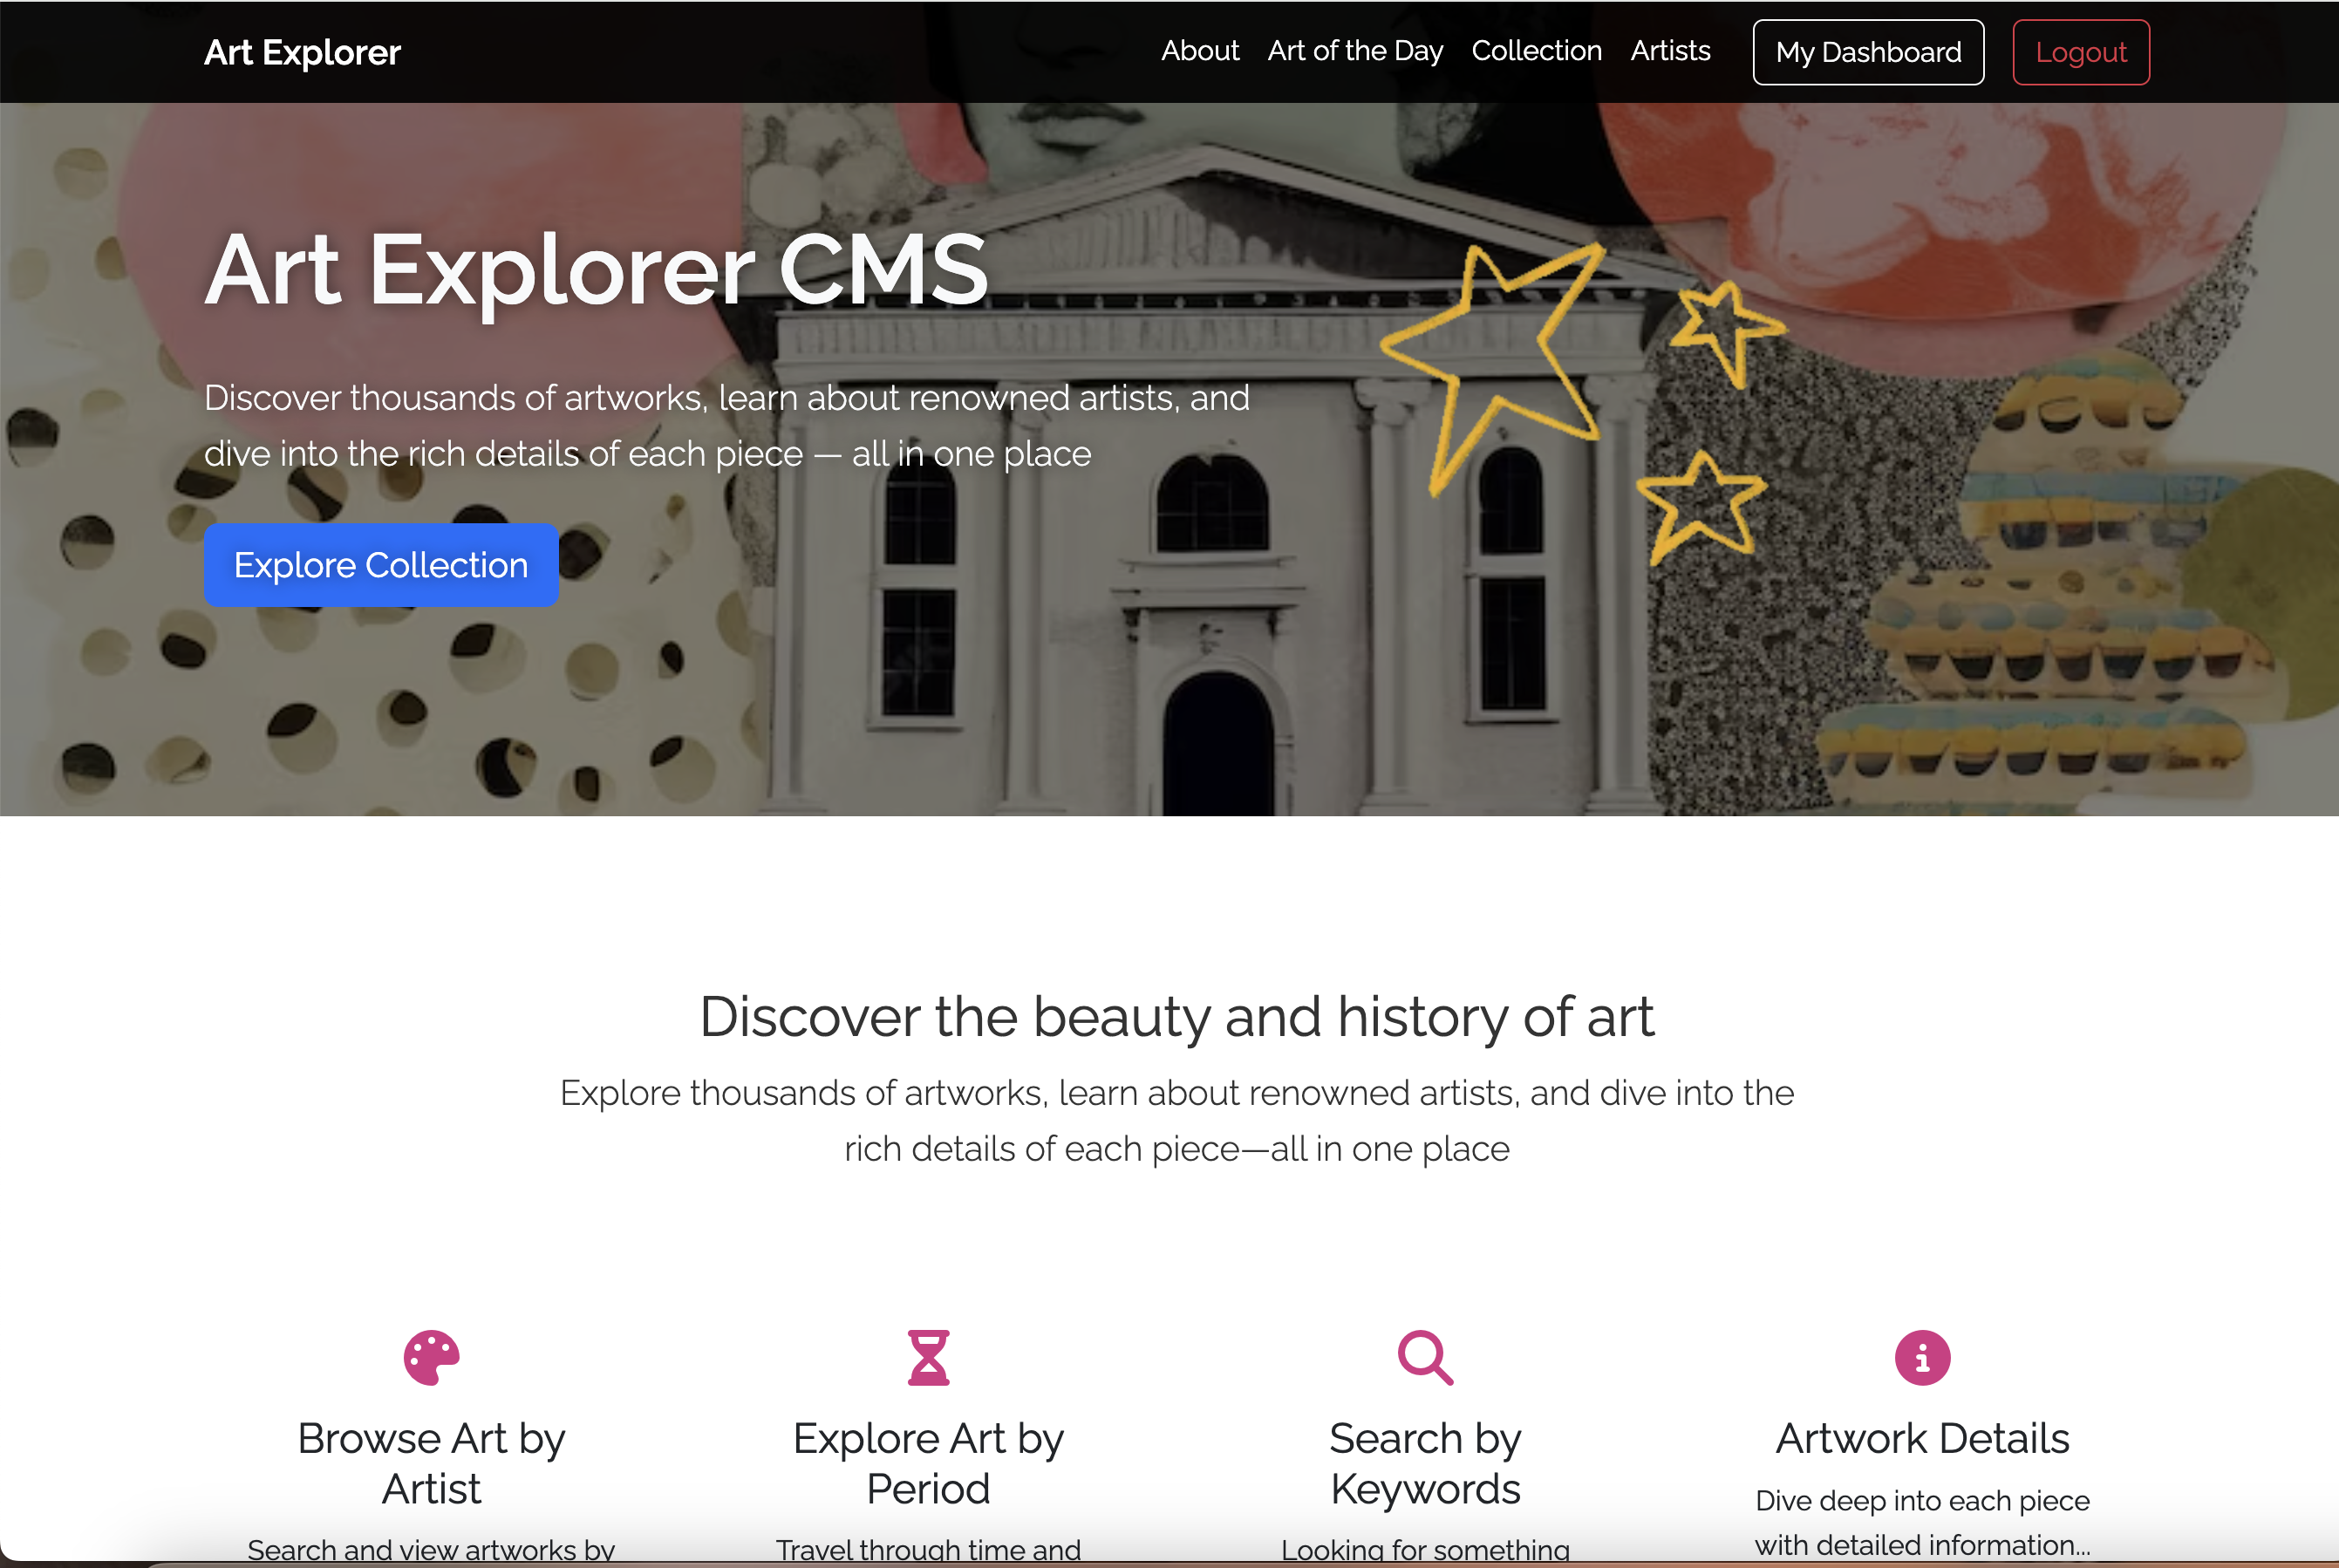 Art Explorer
About Art of the Day Collection Artists My Dashboard Logout
Art Explorer CMS
Discover thousands of artworks, learn about renowned artists, and
dive into the rich details of each piece — all in one place
Explore Collection
Discover the beauty and history of art
Explore thousands of artworks, learn about renowned artists, and dive into the
rich details of each piece—all in one place
Browse Art by
Artist
Search and view artworks by
Explore Art by
Period
Travel through time and
Search by
Keywords
Looking for something
Artwork Details
Dive deep into each piece
with detailed information...